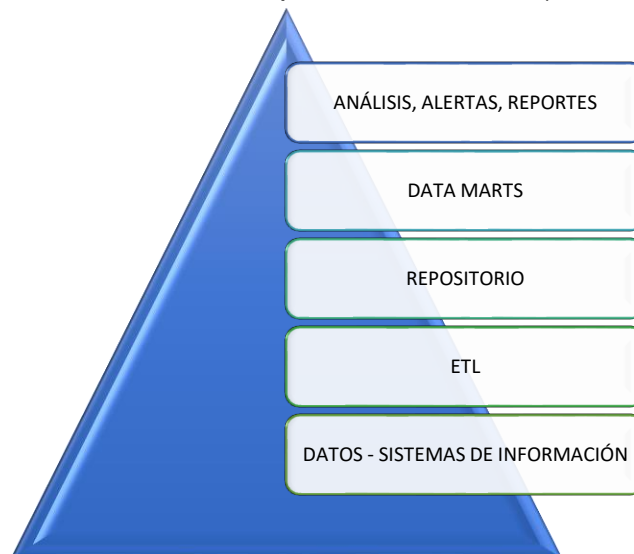 ANÁLISIS, ALERTAS, REPORTES
DATA MARTS
REPOSITORIO
ETL
DATOS - SISTEMAS DE INFORMACIÓN